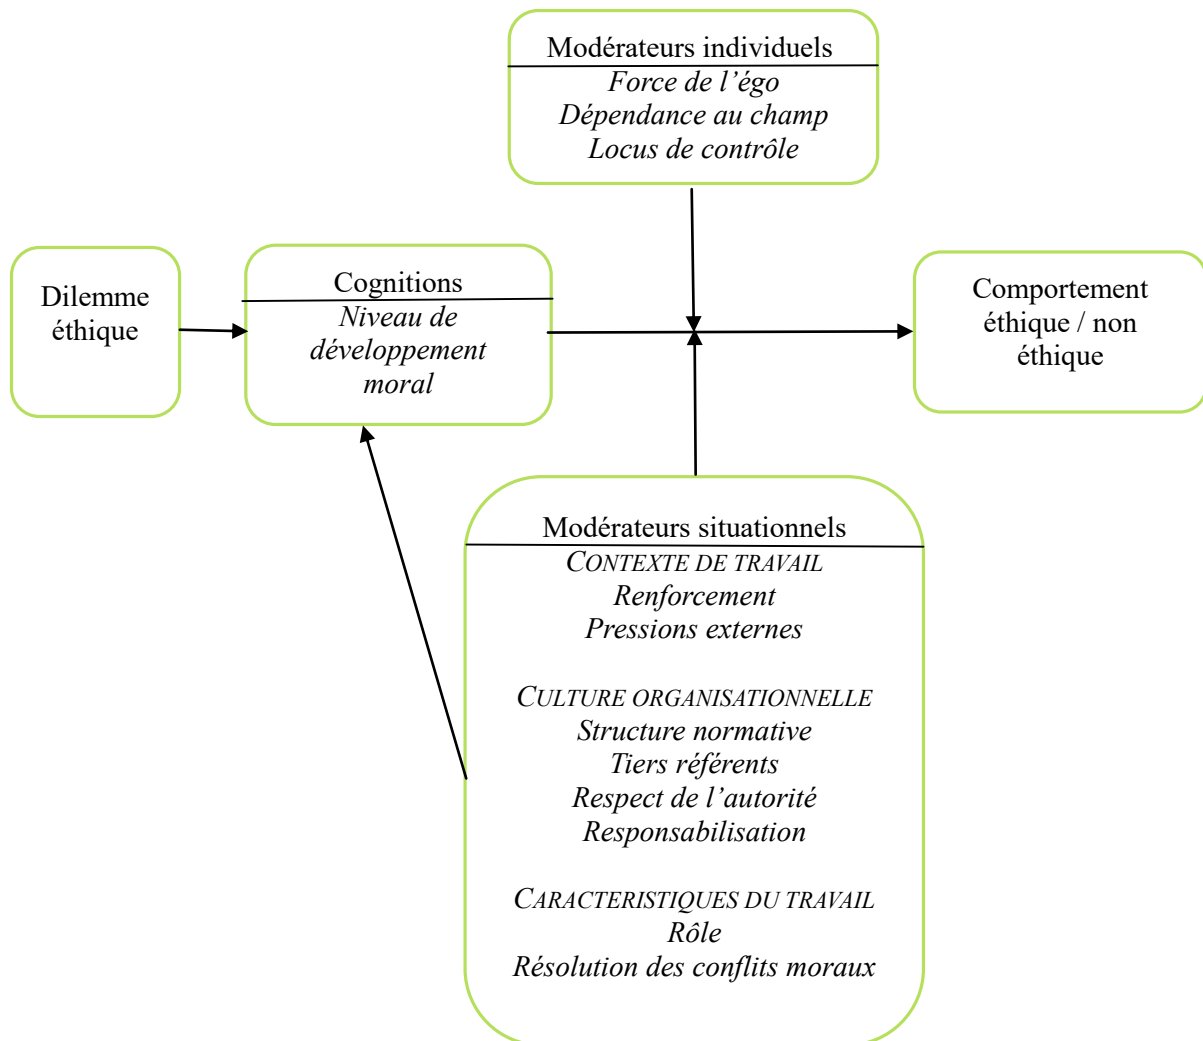 Modérateurs individuels
Force de l’égo
Dépendance au champ
Locus de contrôle
Dilemme
éthique
Cognitions
Niveau de
développement
moral
Comportement
éthique / non
éthique
Modérateurs situationnels
CONTEXTE DE TRAVAIL
Renforcement
Pressions externes
CULTURE ORGANISATIONNELLE
Structure normative
Tiers référents
Respect de l’autorité
Responsabilisation
CARACTERISTIQUES DU TRAVAIL
Rôle
Résolution des conflits moraux